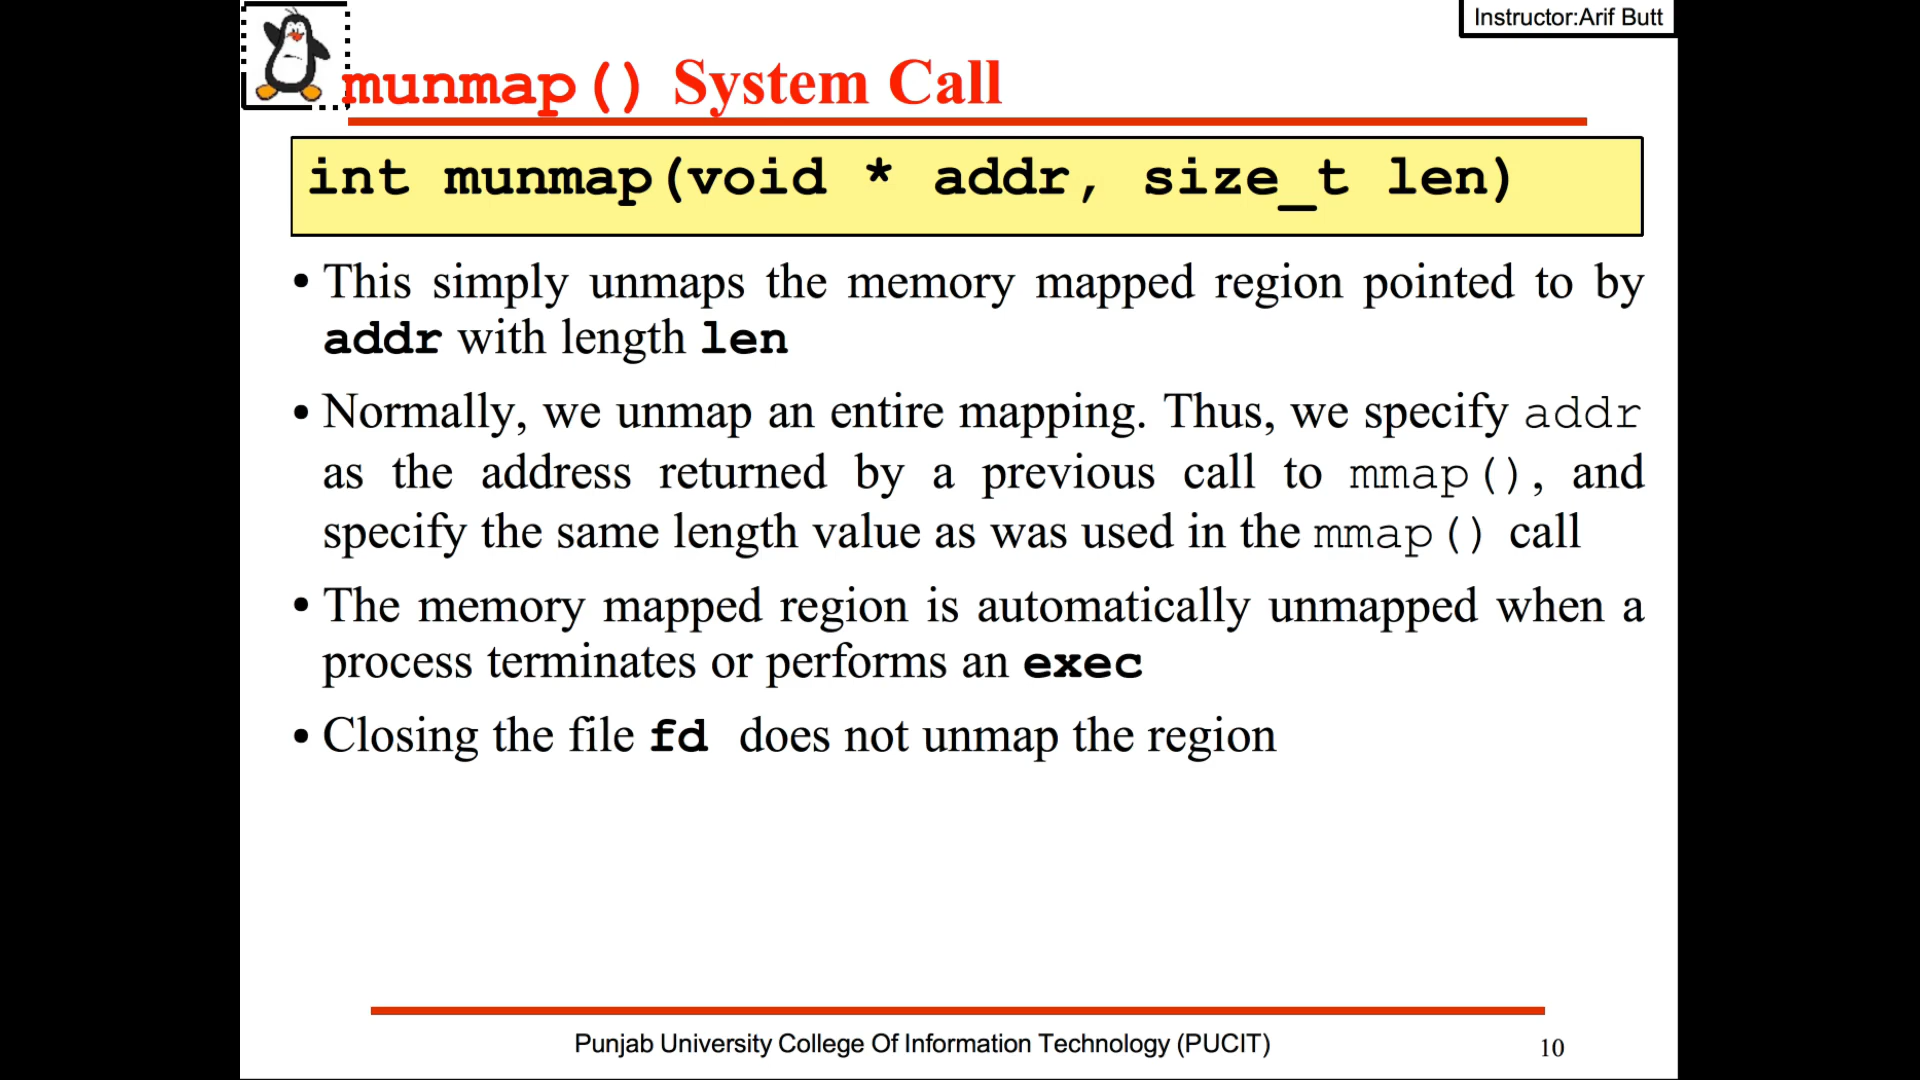 Instructor:Arif Butt
munmap() System Call
int munmap(void * addr, size_t len)
• This simply unmaps the memory mapped region pointed to by
addr with length len
• Normally, we unmap an entire mapping. Thus, we specify addr
as the address returned by a previous call to mmap(), and
specify the same length value as was used in the mmap() call
• The memory mapped region is automatically unmapped when a
process terminates or performs an exec
• Closing the file fd does not unmap the region
Punjab University College Of Information Technology (PUCIT)
10